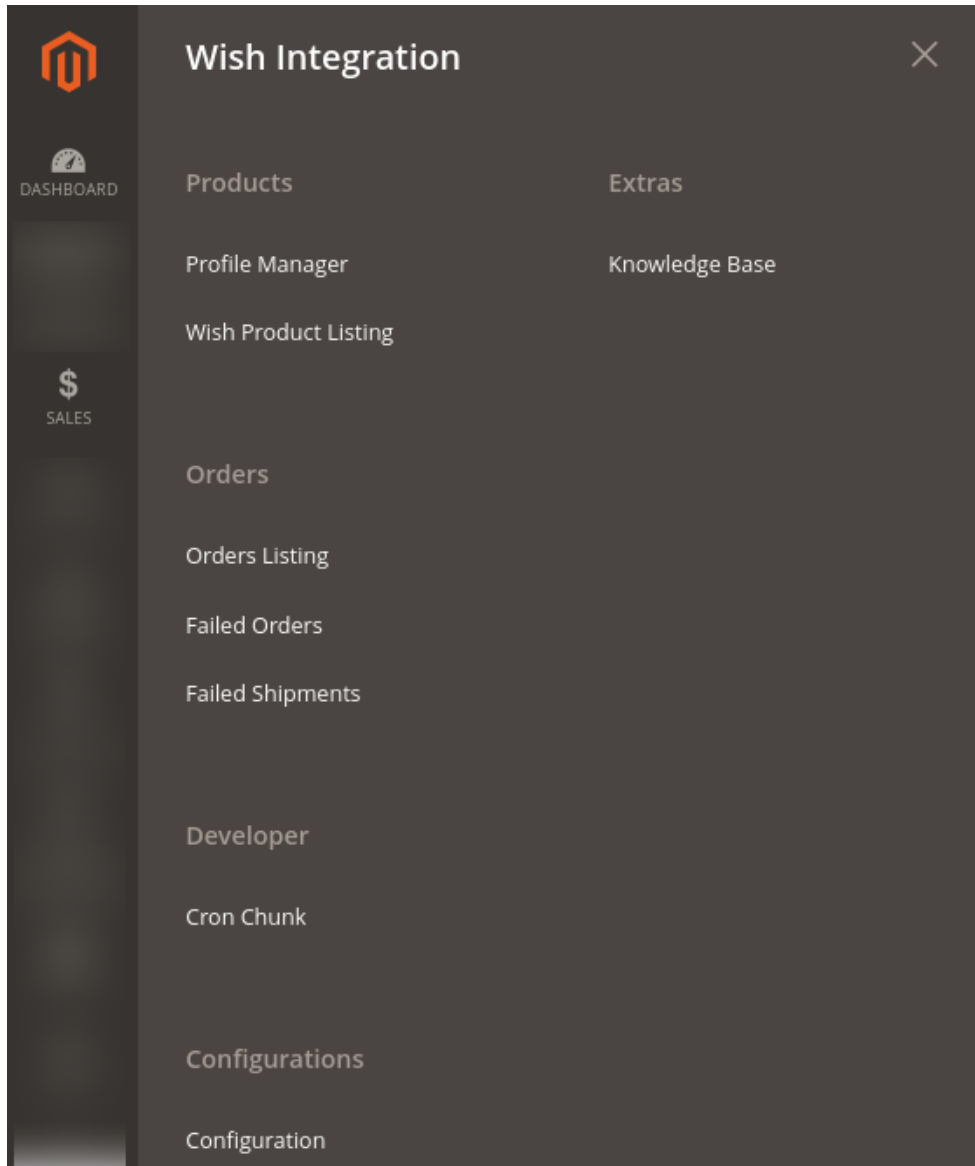 Wish Integration
DASHBOARD
SALES
Products
Profile Manager
Wish Product Listing
Orders
Orders Listing
Failed Orders
Failed Shipments
Developer
Cron Chunk
Configurations
Configuration
Extras
Knowledge Base